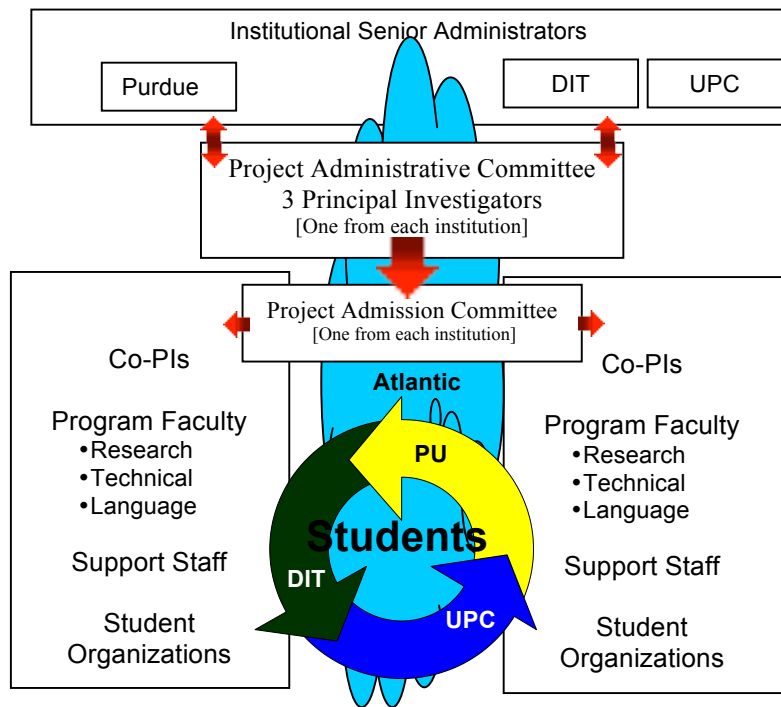 Institutional Senior Administrators
Purdue
DIT
UPC
Project Administrative Committee
3 Principal Investigators
[One from each institution]
Project Admission Committee
[One from each institution]
Co-PIs
Program Faculty
•Research
•Technical
•Language
Support Staff
Student
Organizations
Atlantic
PU
Students
DIT
UPC
Co-PIs
Program Faculty
•Research
•Technical
•Language
Support Staff
Student
Organizations